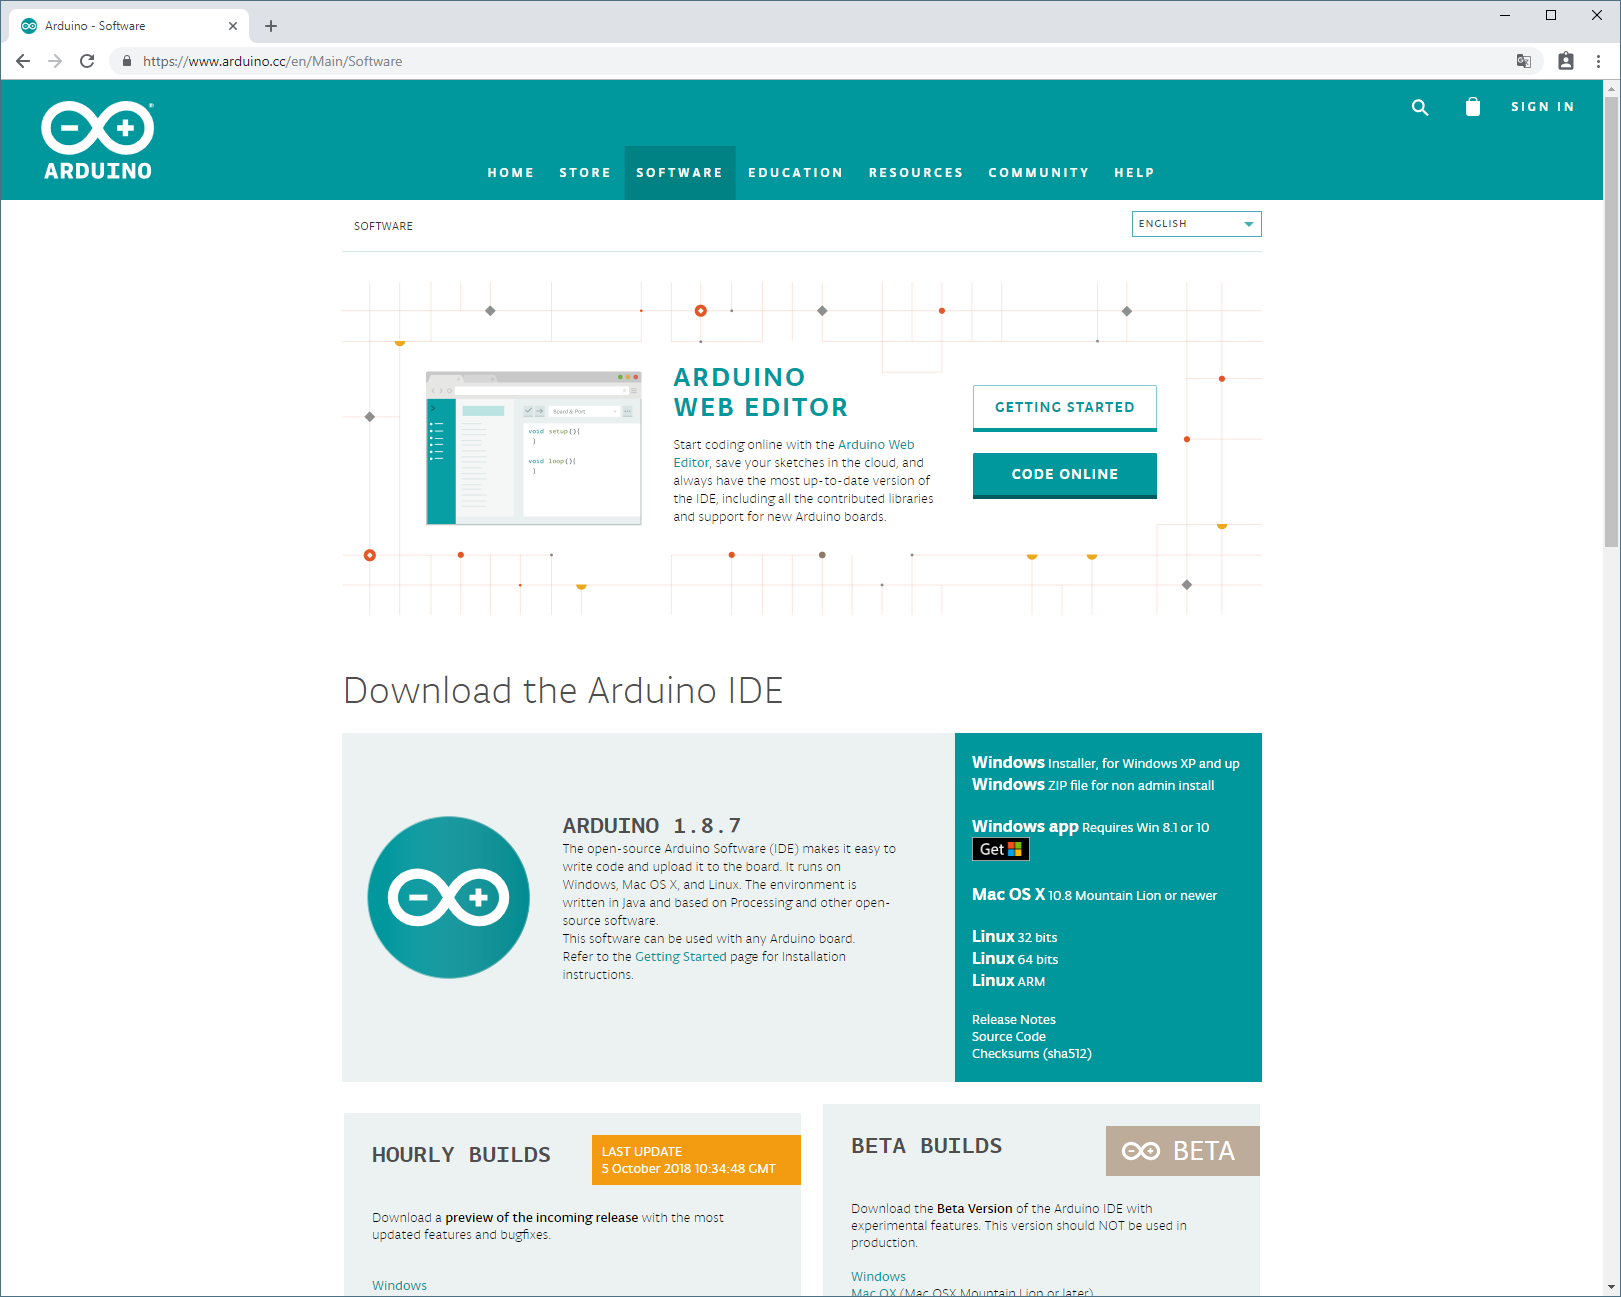 Arduino - Software
https://www.arduino.cc/en/Main/Software
SIGN IN
ARDUINO
HOME STORE SOFTWARE EDUCATION RESOURCES COMMUNITY HELP
SOFTWARE
ENGLISH
Board & Port
void setup(){
}
void loop(){
}
ARDUINO
WEB EDITOR
Start coding online with the Arduino Web
Editor, save your sketches in the cloud, and
always have the most up-to-date version of
the IDE, including all the contributed libraries
and support for new Arduino boards.
GETTING STARTED
CODE ONLINE
Download the Arduino IDE
ARDUINO 1.8.7
The open-source Arduino Software (IDE) makes it easy to
write code and upload it to the board. It runs on
Windows, Mac OS X, and Linux. The environment is
written in Java and based on Processing and other open-
source software.
This software can be used with any Arduino board.
Refer to the Getting Started page for Installation
instructions.
Windows Installer, for Windows XP and up
Windows ZIP file for non admin install
Windows app Requires Win 8.1 or 10
Get
Mac OS X 10.8 Mountain Lion or newer
Linux 32 bits
Linux 64 bits
Linux ARM
Release Notes
Source Code
Checksums (sha512)
HOURLY BUILDS
LAST UPDATE
5 October 2018 10:34:48 GMT
Download a preview of the incoming release with the most
updated features and bugfixes.
Windows
BETA BUILDS
BETA
Download the Beta Version of the Arduino IDE with
experimental features. This version should NOT be used in
production.
Windows
Mac OX (Mac OSX Mountain Lion or later)